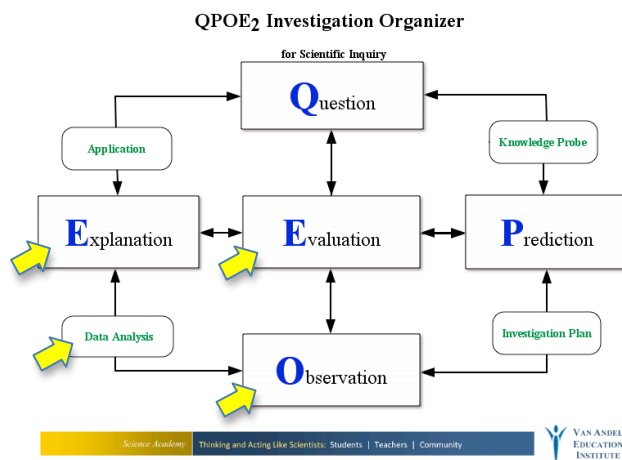 QPOE2 Investigation Organizer
for Scientific Inquiry
Question
Application
Knowledge Probe
Explanation
Evaluation
Prediction
Data Analysis
Investigation Plan
Observation
Science Academy Thinking and Acting Like Scientists: Students | Teachers | Community
VAN ANDEL
EDUCATION
INSTITUTE